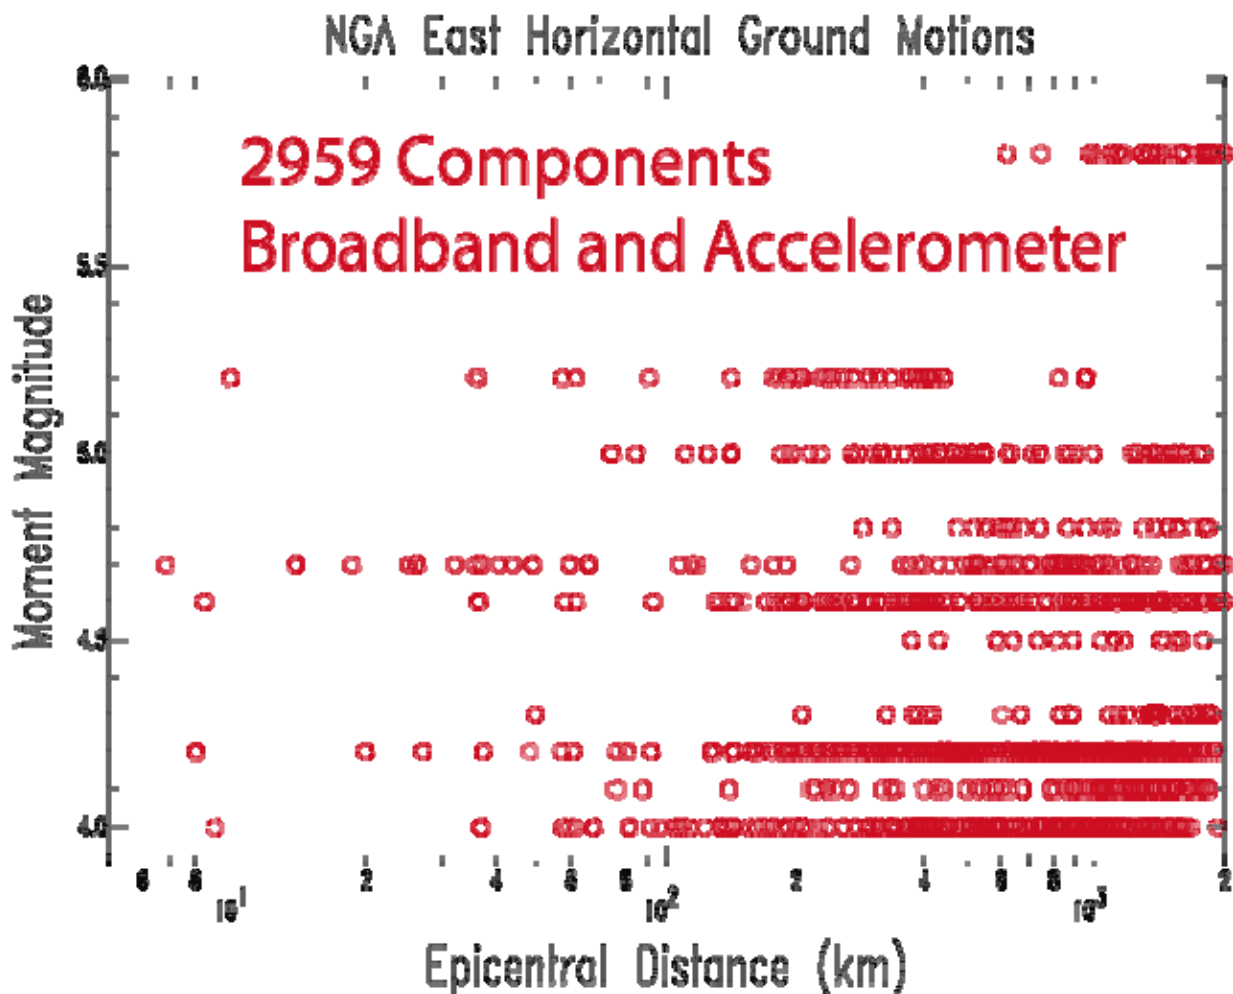 NGA East Horizontal Ground Motions
2959 Components
Broadband and Accelerometer
Moment Magnitude
6.0
5.5
5.0
4.5
4.0
6 8 2 4 6 8 2 4 6 8 2
10¹ 10² 10³
Epicentral Distance (km)